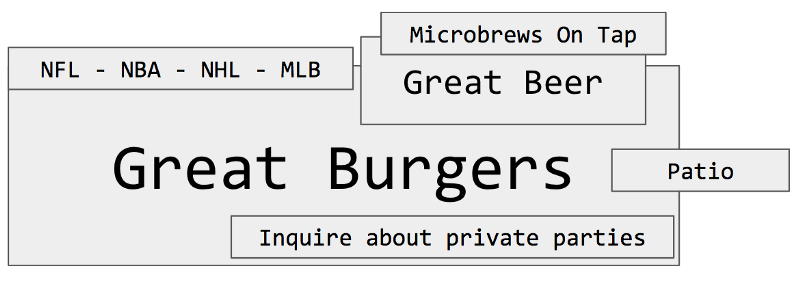 Microbrews On Tap
NFL - NBA - NHL - MLB
Great Beer
Great Burgers
Patio
Inquire about private parties